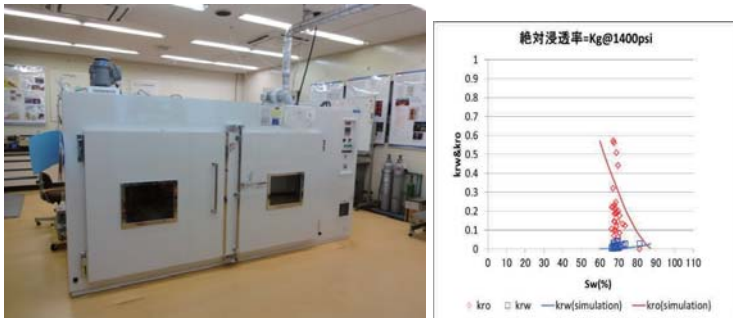 絶対浸透率=Kg@1400psi
krw&kro
1
0.9
0.8
0.7
0.6
0.5
0.4
0.3
0.2
0.1
0
0 10 20 30 40 50 60 70 80 90 100 110
Sw(%)
kro krw krw(simulation) kro(simulation)